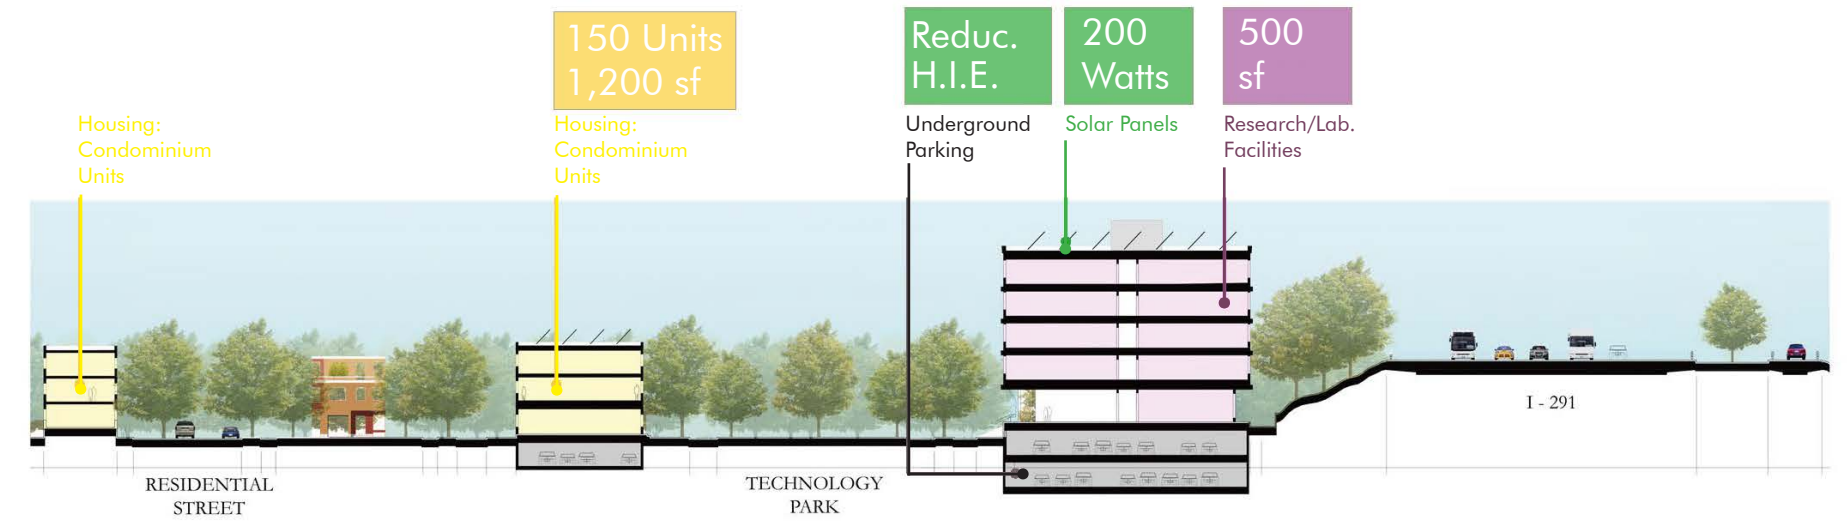 150 Units
1,200 sf
Reduc.
H.I.E.
200
Watts
500
sf
Housing:
Condominium
Units
Housing:
Condominium
Units
Underground
Parking
Solar Panels
Research/Lab.
Facilities
I - 291
RESIDENTIAL
STREET
TECHNOLOGY
PARK